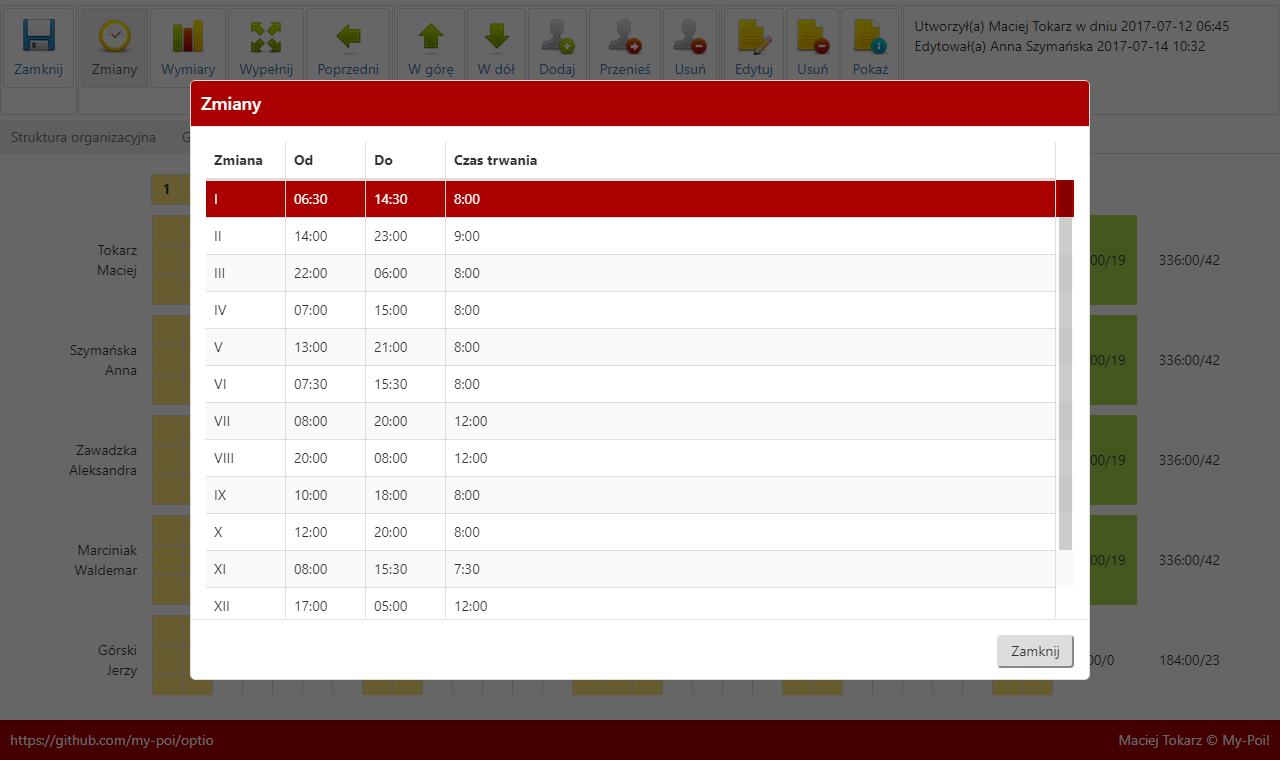 Zamknij Zmiany Wymiary Wypełnij Poprzedni W górę W dół Dodaj Przenieś Usuń Edytuj Usuń Pokaż
Utworzył(a) Maciej Tokarz w dniu 2017-07-12 06:45
Edytował(a) Anna Szymańska 2017-07-14 10:32
Struktura organizacyjna G
Zmiany
Zmiana Od Do Czas trwania
I 06:30 14:30 8:00
II 14:00 23:00 9:00
III 22:00 06:00 8:00
IV 07:00 15:00 8:00
V 13:00 21:00 8:00
VI 07:30 15:30 8:00
VII 08:00 20:00 12:00
VIII 20:00 08:00 12:00
IX 10:00 18:00 8:00
X 12:00 20:00 8:00
XI 08:00 15:30 7:30
XII 17:00 05:00 12:00
Zamknij
1
Tokarz
Maciej
00/19 336:00/42
Szymańska
Anna
00/19 336:00/42
Zawadzka
Aleksandra
00/19 336:00/42
Marciniak
Waldemar
00/19 336:00/42
Górski
Jerzy
00/0 184:00/23
https://github.com/my-poi/optio
Maciej Tokarz © My-Poi!